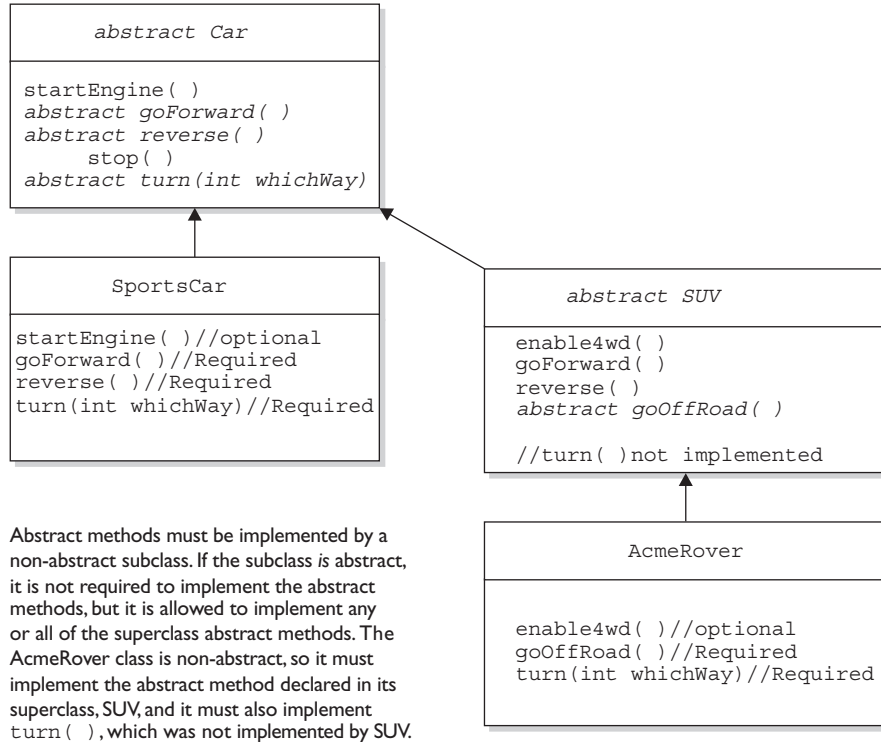 abstract Car
startEngine( )
abstract goForward( )
abstract reverse( )
stop( )
abstract turn(int whichWay)
SportsCar
startEngine( )//optional
goForward( )//Required
reverse( )//Required
turn(int whichWay)//Required
abstract SUV
enable4wd( )
goForward( )
reverse( )
abstract goOffRoad( )
//turn( )not implemented
AcmeRover
enable4wd( )//optional
goOffRoad( )//Required
turn(int whichWay)//Required
Abstract methods must be implemented by a
non-abstract subclass. If the subclass is abstract,
it is not required to implement the abstract
methods, but it is allowed to implement any
or all of the superclass abstract methods. The
AcmeRover class is non-abstract, so it must
implement the abstract method declared in its
superclass, SUV, and it must also implement
turn( ), which was not implemented by SUV.